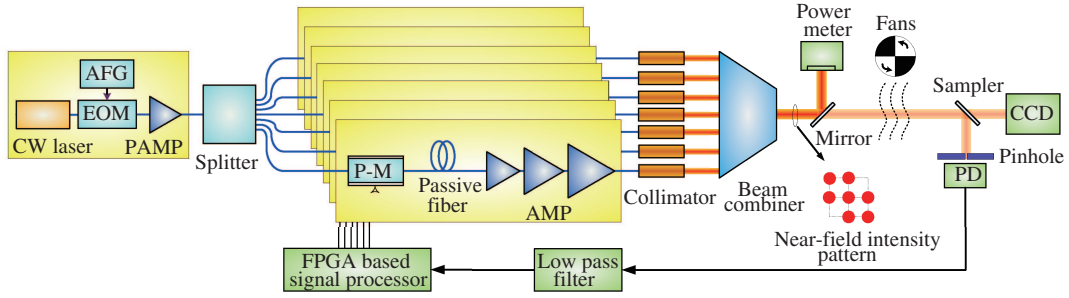 AFG
EOM
CW laser
PAMP
Splitter
P-M
Passive
fiber
AMP
Collimator
Beam
combiner
Power
meter
Mirror
Fans
Sampler
CCD
Pinhole
PD
Near-field intensity
pattern
Low pass
filter
FPGA based
signal processor